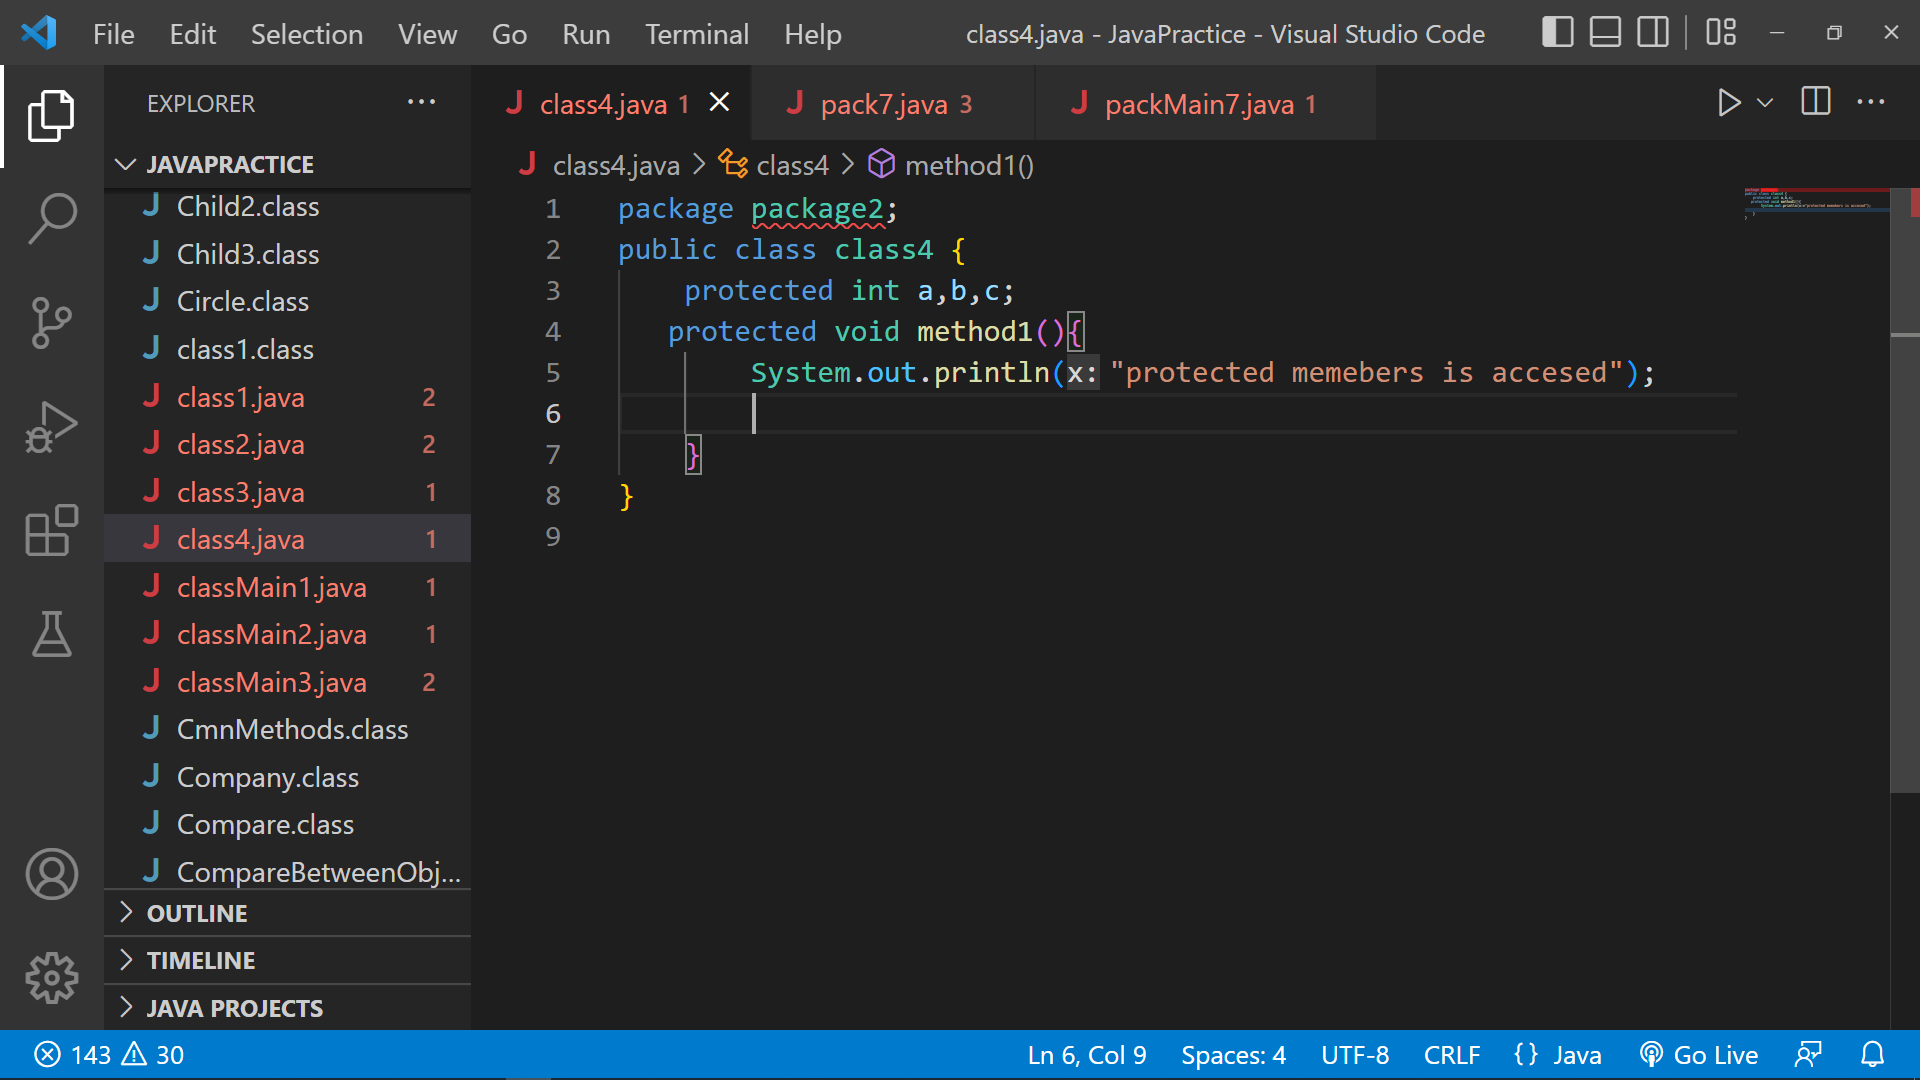 File Edit Selection View Go Run Terminal Help
class4.java - JavaPractice - Visual Studio Code
EXPLORER
JAVAPRACTICE
Child2.class
Child3.class
Circle.class
class1.class
class1.java 2
class2.java 2
class3.java 1
class4.java 1
classMain1.java 1
classMain2.java 1
classMain3.java 2
CmnMethods.class
Company.class
Compare.class
CompareBetweenObj...
OUTLINE
TIMELINE
JAVA PROJECTS
class4.java 1
pack7.java 3
packMain7.java 1
class4.java > class4 > method1()
1 package package2;
2 public class class4 {
3 protected int a,b,c;
4 protected void method1(){
5 System.out.println(x: "protected memebers is accesed");
6
7 }
8 }
9
143 30
Ln 6, Col 9 Spaces: 4 UTF-8 CRLF {} Java Go Live